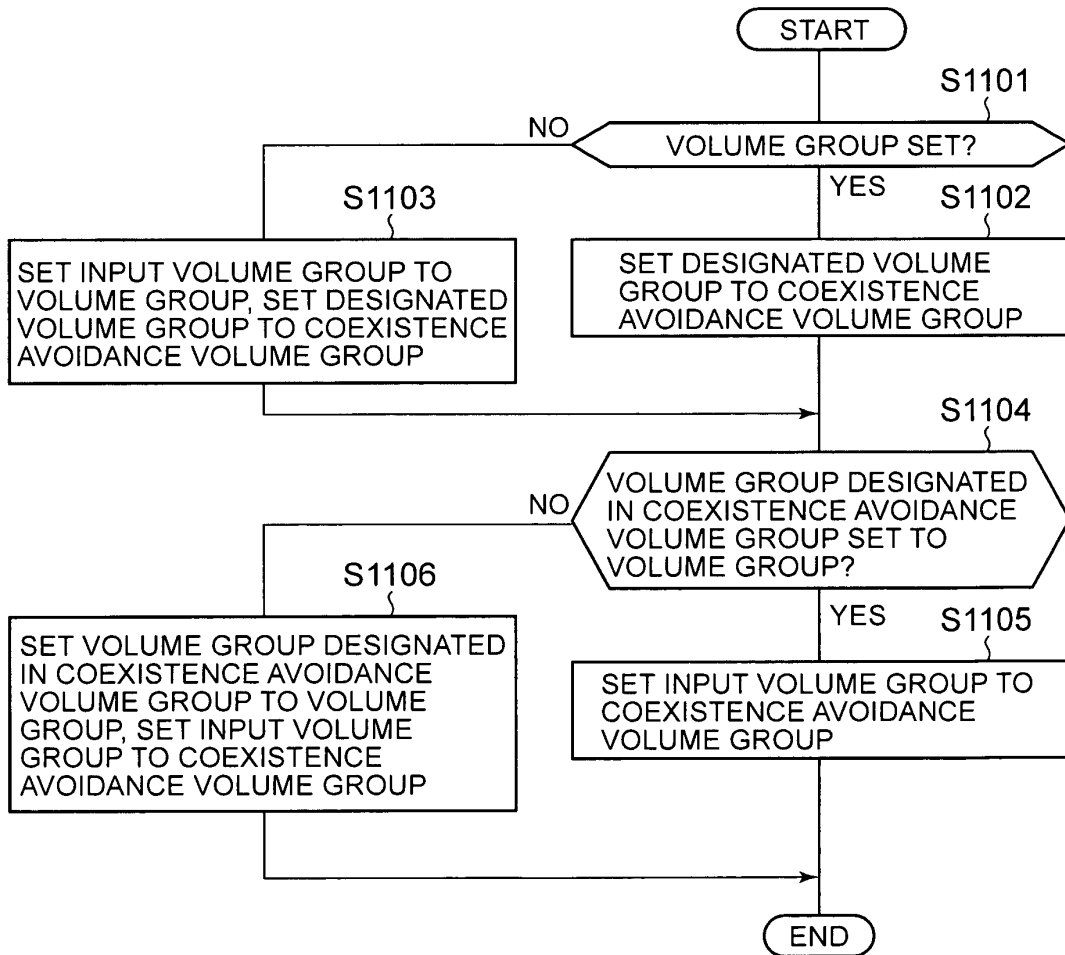 START
S1101
VOLUME GROUP SET?
NO
YES
S1103
SET INPUT VOLUME GROUP TO
VOLUME GROUP, SET DESIGNATED
VOLUME GROUP TO COEXISTENCE
AVOIDANCE VOLUME GROUP
S1102
SET DESIGNATED VOLUME
GROUP TO COEXISTENCE
AVOIDANCE VOLUME GROUP
S1104
VOLUME GROUP DESIGNATED
IN COEXISTENCE AVOIDANCE
VOLUME GROUP SET TO
VOLUME GROUP?
NO
YES
S1106
SET VOLUME GROUP DESIGNATED
IN COEXISTENCE AVOIDANCE
VOLUME GROUP TO VOLUME
GROUP, SET INPUT VOLUME
GROUP TO COEXISTENCE
AVOIDANCE VOLUME GROUP
S1105
SET INPUT VOLUME GROUP TO
COEXISTENCE AVOIDANCE
VOLUME GROUP
END